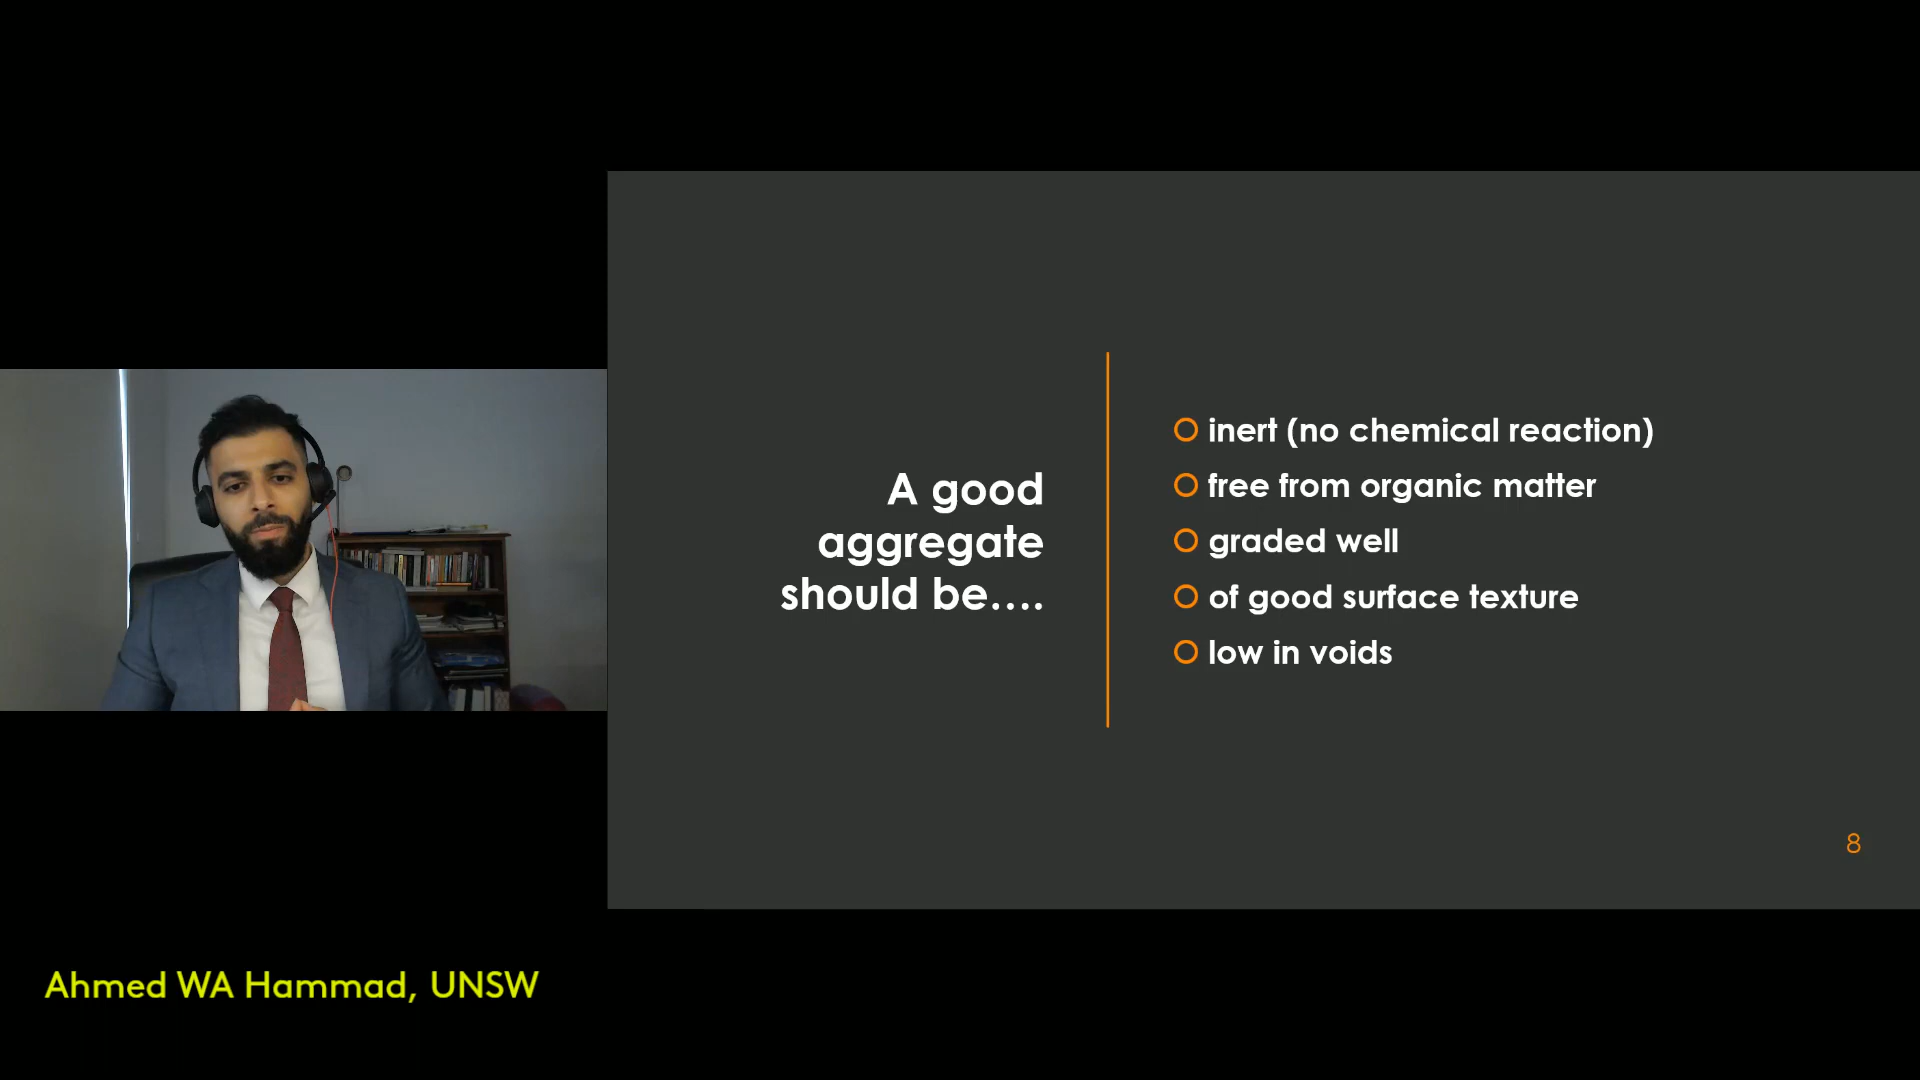 A good
aggregate
should be....
inert (no chemical reaction)
free from organic matter
graded well
of good surface texture
low in voids
8
Ahmed WA Hammad, UNSW